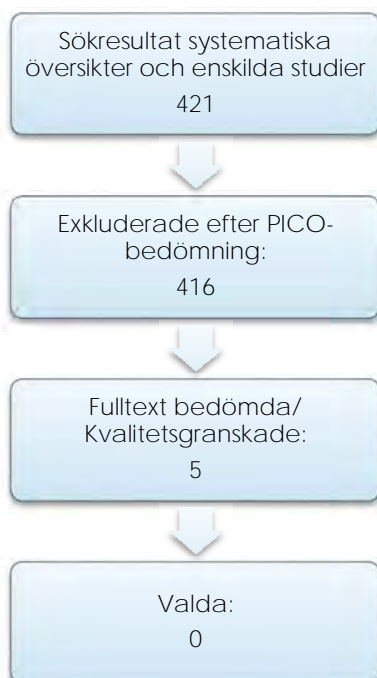 Sökresultat systematiska
översikter och enskilda studier
421
Exkluderade efter PICO-
bedömning:
416
Fulltext bedömda/
Kvalitetsgranskade:
5
Valda:
0